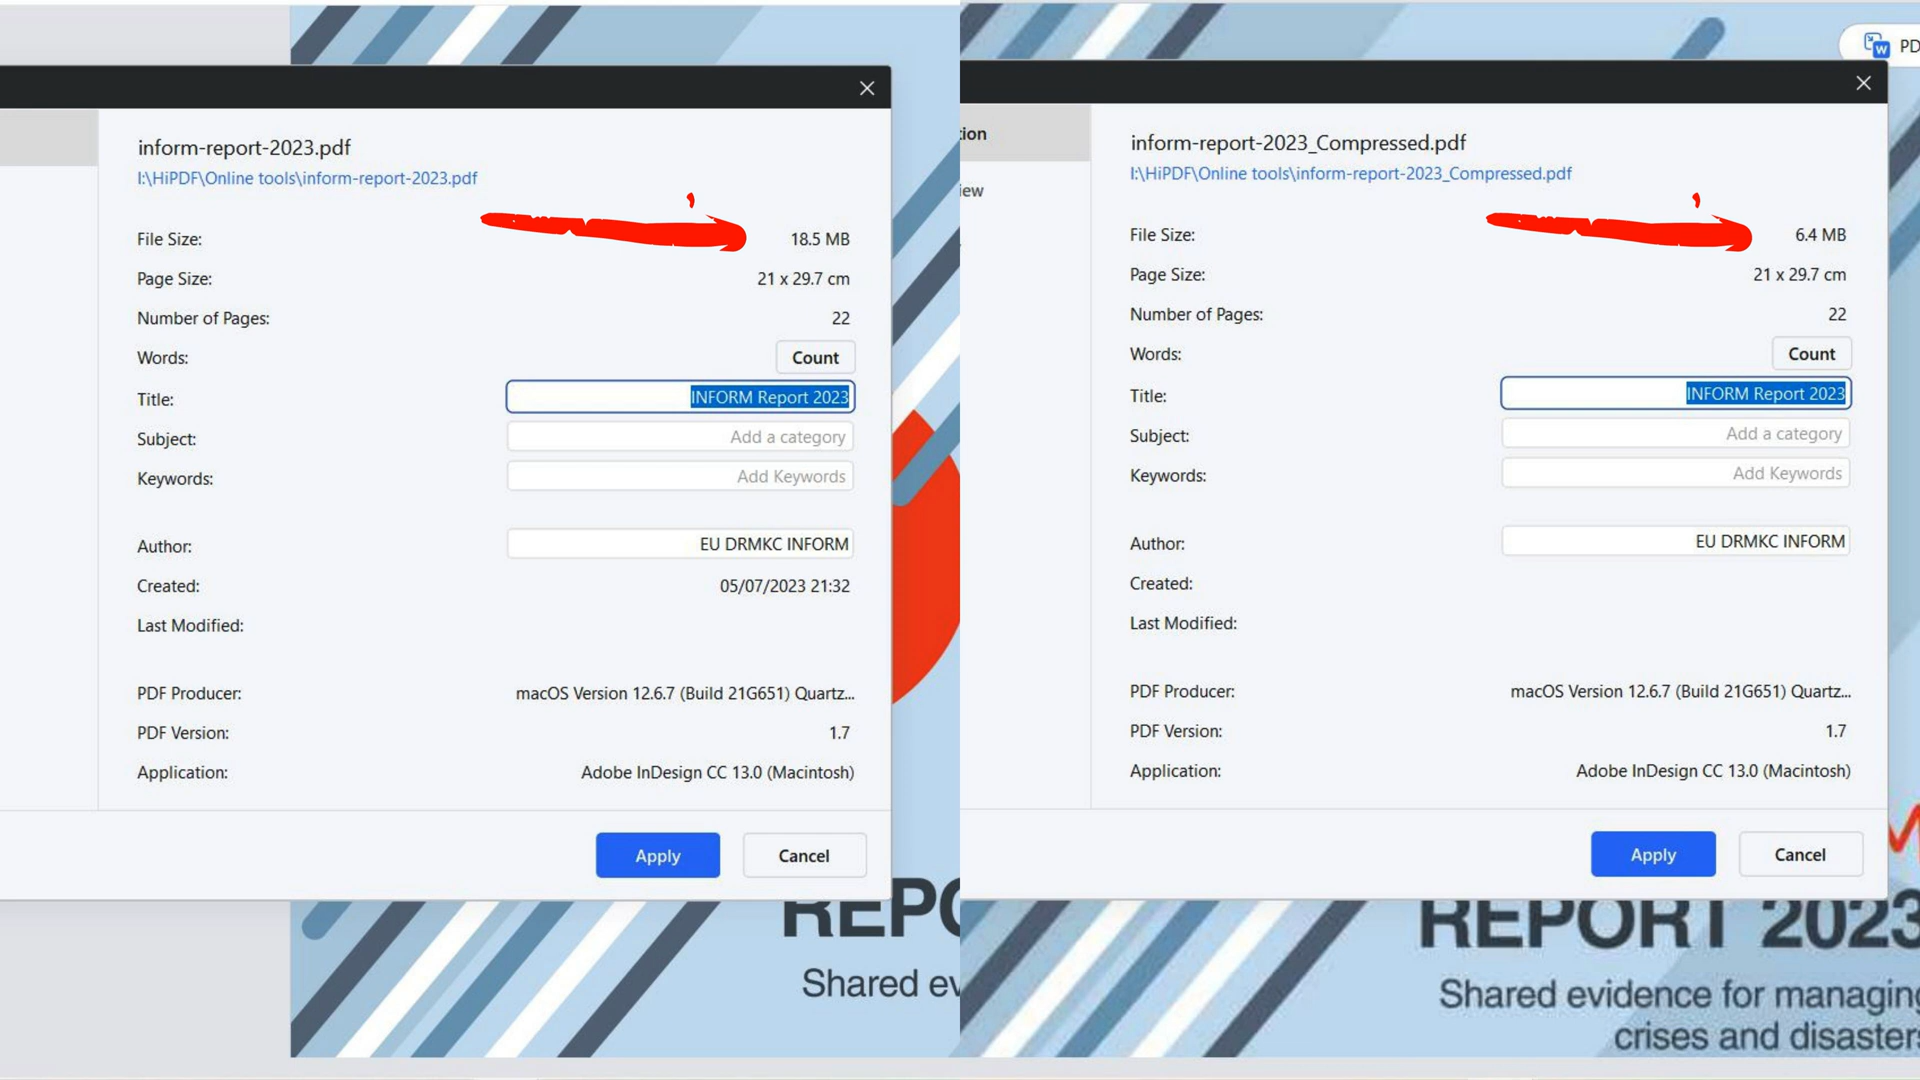 inform-report-2023.pdf
I:\HiPDF\Online tools\inform-report-2023.pdf
File Size: 18.5 MB
Page Size: 21 x 29.7 cm
Number of Pages: 22
Words: Count
Title: INFORM Report 2023
Subject: Add a category
Keywords: Add Keywords
Author: EU DRMKC INFORM
Created: 05/07/2023 21:32
Last Modified:
PDF Producer: macOS Version 12.6.7 (Build 21G651) Quartz...
PDF Version: 1.7
Application: Adobe InDesign CC 13.0 (Macintosh)
Apply Cancel
REPO
Shared ev
W PD
tion
iew
inform-report-2023_Compressed.pdf
I:\HiPDF\Online tools\inform-report-2023_Compressed.pdf
File Size: 6.4 MB
Page Size: 21 x 29.7 cm
Number of Pages: 22
Words: Count
Title: INFORM Report 2023
Subject: Add a category
Keywords: Add Keywords
Author: EU DRMKC INFORM
Created:
Last Modified:
PDF Producer: macOS Version 12.6.7 (Build 21G651) Quartz...
PDF Version: 1.7
Application: Adobe InDesign CC 13.0 (Macintosh)
Apply Cancel
REPORT 2023
Shared evidence for managing
crises and disasters